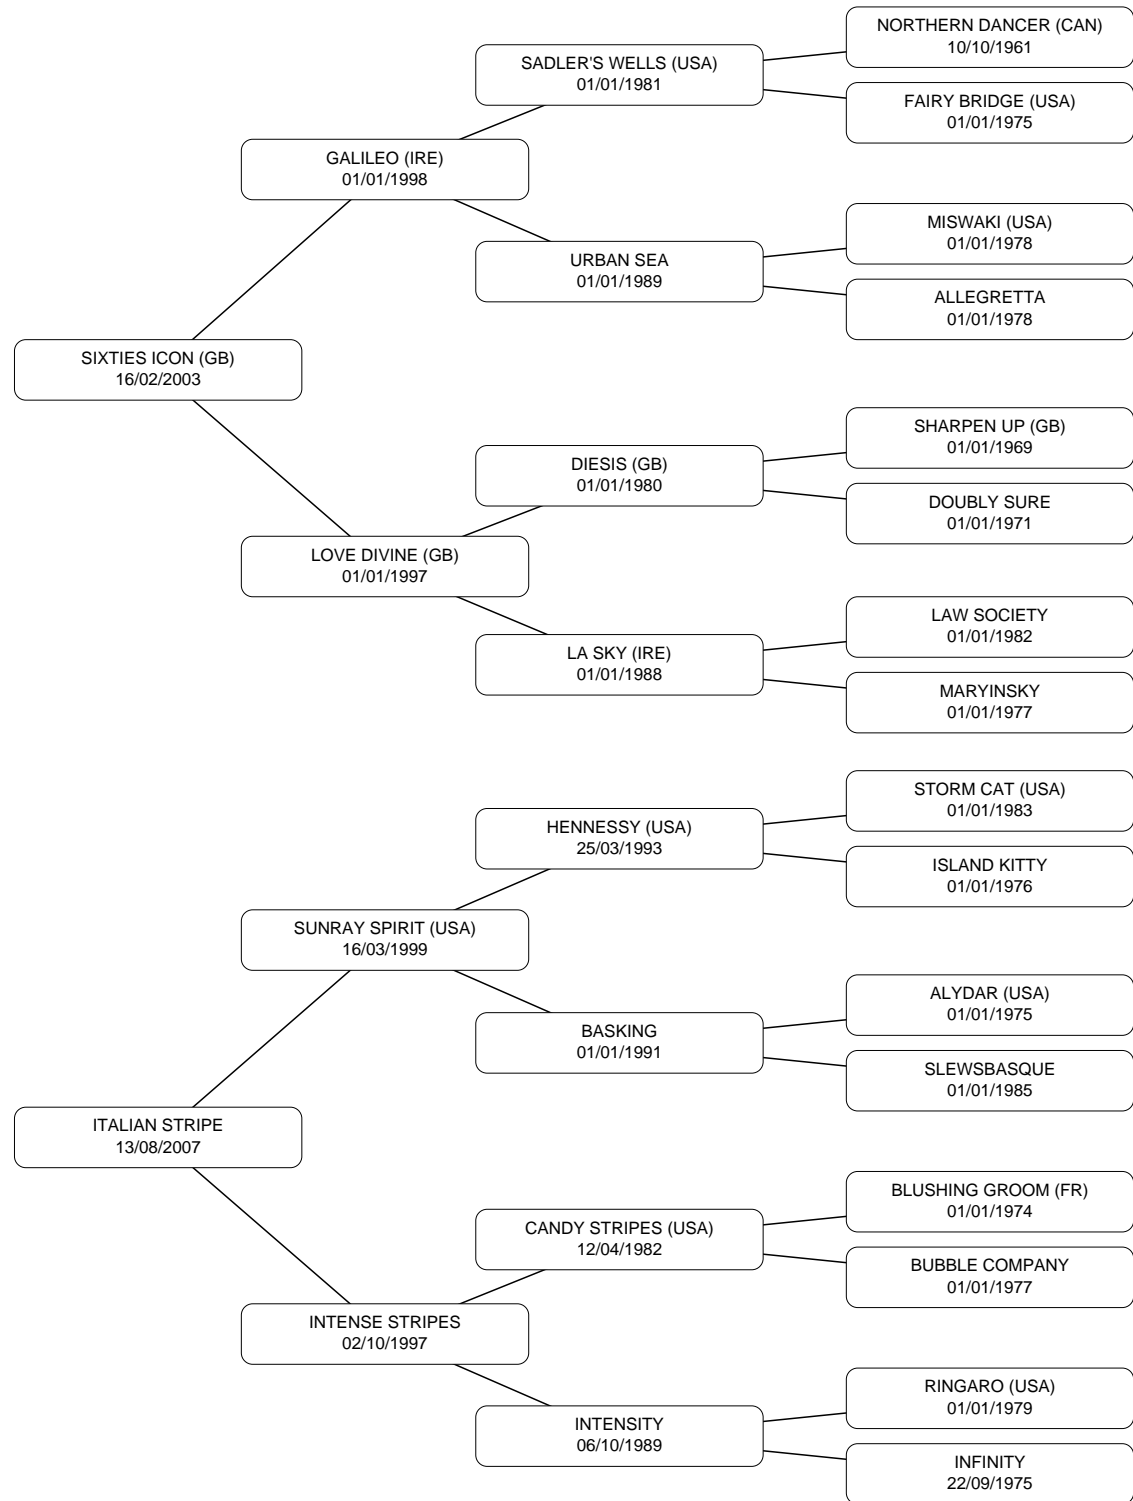 NORTHERN DANCER (CAN)
10/10/1961
SADLER'S WELLS (USA)
01/01/1981
FAIRY BRIDGE (USA)
01/01/1975
GALILEO (IRE)
01/01/1998
MISWAKI (USA)
01/01/1978
URBAN SEA
01/01/1989
ALLEGRETTA
01/01/1978
SIXTIES ICON (GB)
16/02/2003
SHARPEN UP (GB)
01/01/1969
DIESIS (GB)
01/01/1980
DOUBLY SURE
01/01/1971
LOVE DIVINE (GB)
01/01/1997
LAW SOCIETY
01/01/1982
LA SKY (IRE)
01/01/1988
MARYINSKY
01/01/1977
STORM CAT (USA)
01/01/1983
HENNESSY (USA)
25/03/1993
ISLAND KITTY
01/01/1976
SUNRAY SPIRIT (USA)
16/03/1999
ALYDAR (USA)
01/01/1975
BASKING
01/01/1991
SLEWSBASQUE
01/01/1985
ITALIAN STRIPE
13/08/2007
BLUSHING GROOM (FR)
01/01/1974
CANDY STRIPES (USA)
12/04/1982
BUBBLE COMPANY
01/01/1977
INTENSE STRIPES
02/10/1997
RINGARO (USA)
01/01/1979
INTENSITY
06/10/1989
INFINITY
22/09/1975